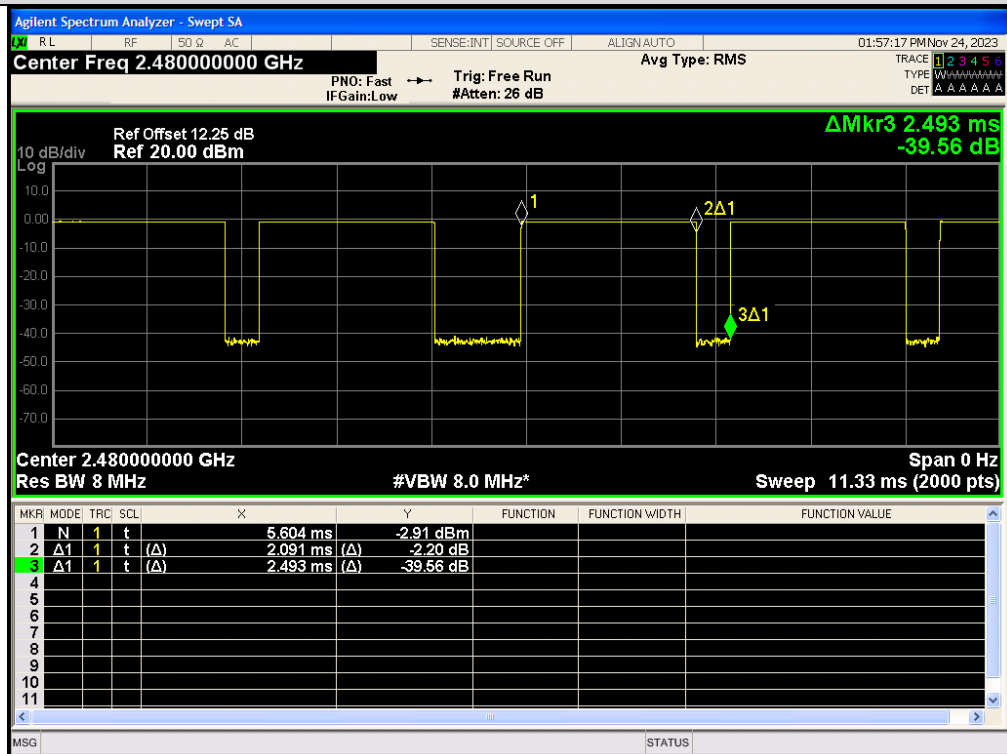 Agilent Spectrum Analyzer - Swept SA
LXI RL RF 50 Ω AC SENSE:INT SOURCE OFF ALIGN AUTO 01:57:17 PM Nov 24, 2023
Center Freq 2.480000000 GHz Avg Type: RMS TRACE 1 2 3 4 5 6
PNO: Fast Trig: Free Run TYPE
IFGain:Low #Atten: 26 dB DET A A A A A A
ΔMkr3 2.493 ms
Ref Offset 12.25 dB
10 dB/div Ref 20.00 dBm -39.56 dB
Log
10.0
1
0.00
2Δ1
-10.0
-20.0
-30.0
3Δ1
-40.0
-50.0
-60.0
-70.0
Center 2.480000000 GHz Span 0 Hz
Res BW 8 MHz #VBW 8.0 MHz* Sweep 11.33 ms (2000 pts)
MKR MODE TRC SCL X Y FUNCTION FUNCTION WIDTH FUNCTION VALUE
1 N 1 t 5.604 ms -2.91 dBm
2 Δ1 1 t (Δ) 2.091 ms (Δ) -2.20 dB
3 Δ1 1 t (Δ) 2.493 ms (Δ) -39.56 dB
4
5
6
7
8
9
10
11
MSG STATUS